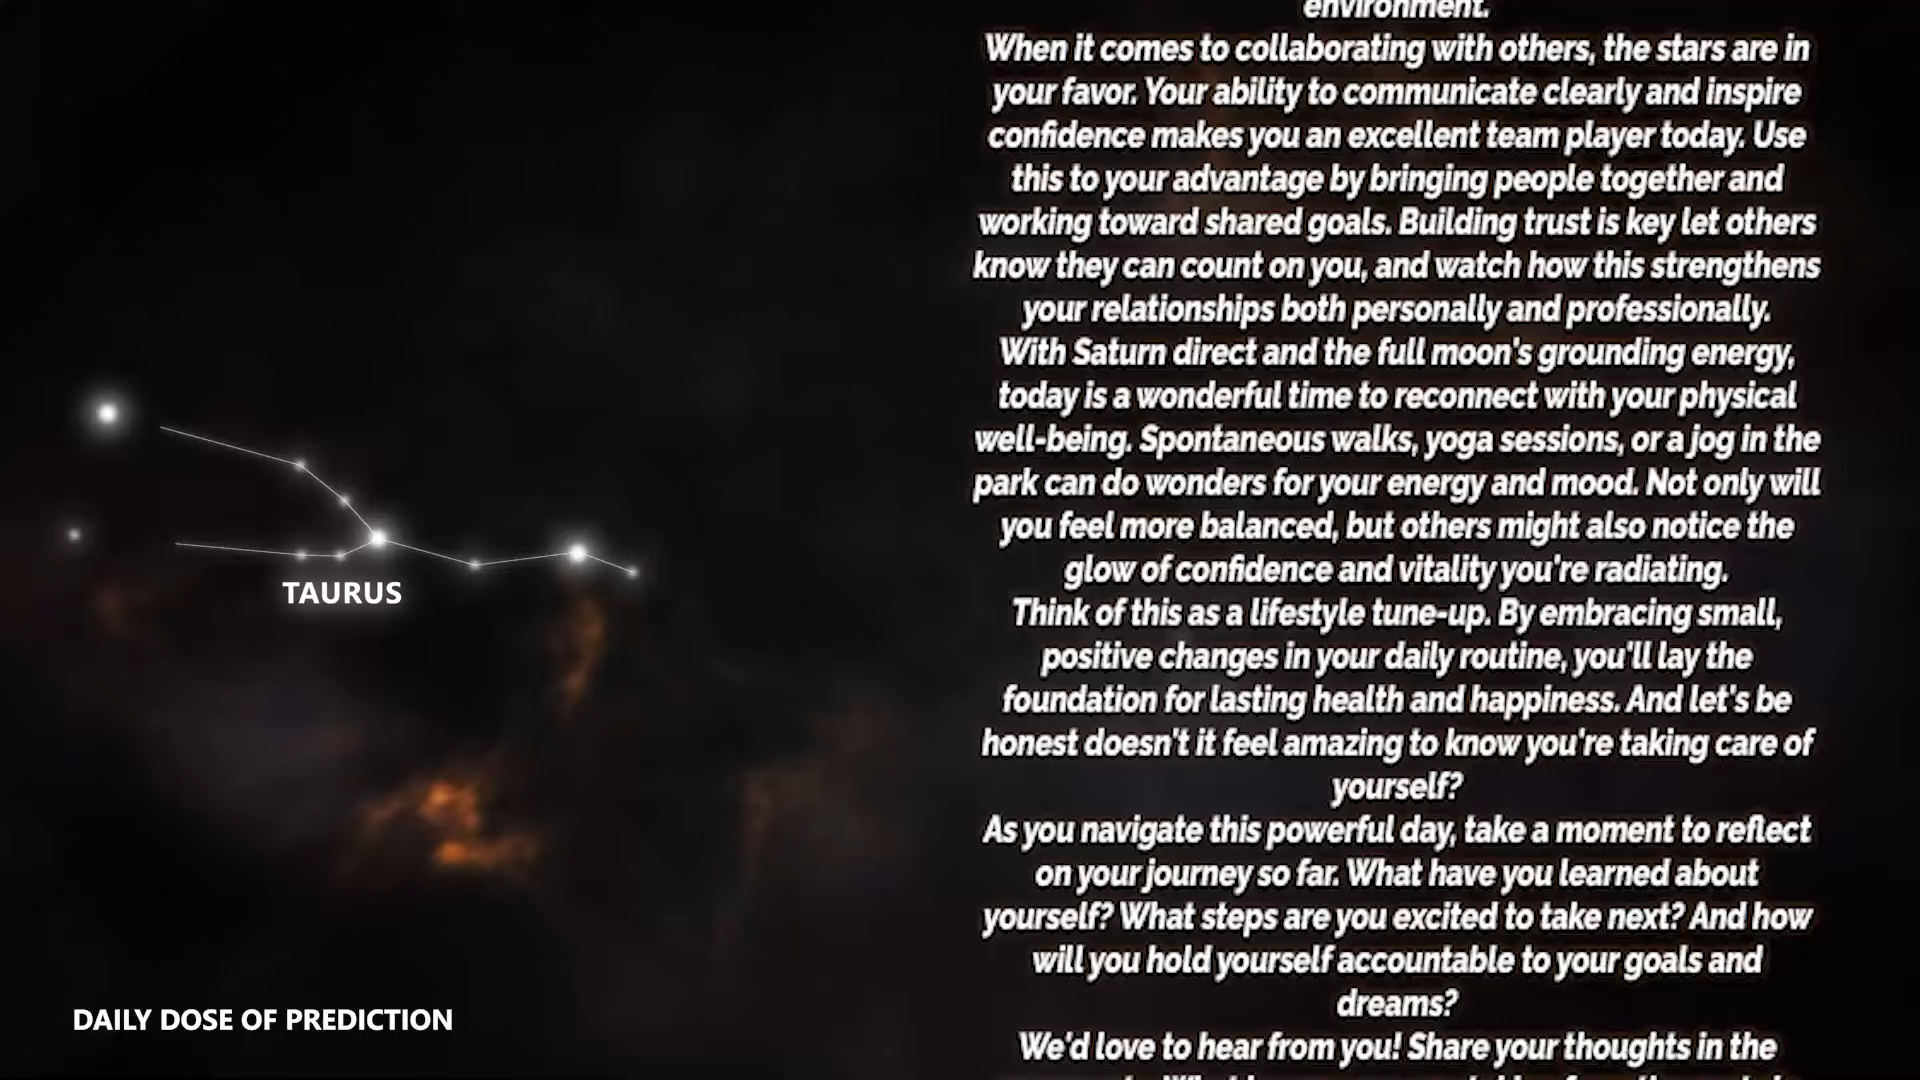 environment.
When it comes to collaborating with others, the stars are in
your favor. Your ability to communicate clearly and inspire
confidence makes you an excellent team player today. Use
this to your advantage by bringing people together and
working toward shared goals. Building trust is key let others
know they can count on you, and watch how this strengthens
your relationships both personally and professionally.
With Saturn direct and the full moon's grounding energy,
today is a wonderful time to reconnect with your physical
well-being. Spontaneous walks, yoga sessions, or a jog in the
park can do wonders for your energy and mood. Not only will
you feel more balanced, but others might also notice the
glow of confidence and vitality you're radiating.
Think of this as a lifestyle tune-up. By embracing small,
positive changes in your daily routine, you'll lay the
foundation for lasting health and happiness. And let's be
honest doesn't it feel amazing to know you're taking care of
yourself?
As you navigate this powerful day, take a moment to reflect
on your journey so far. What have you learned about
yourself? What steps are you excited to take next? And how
will you hold yourself accountable to your goals and
dreams?
We'd love to hear from you! Share your thoughts in the
TAURUS
DAILY DOSE OF PREDICTION